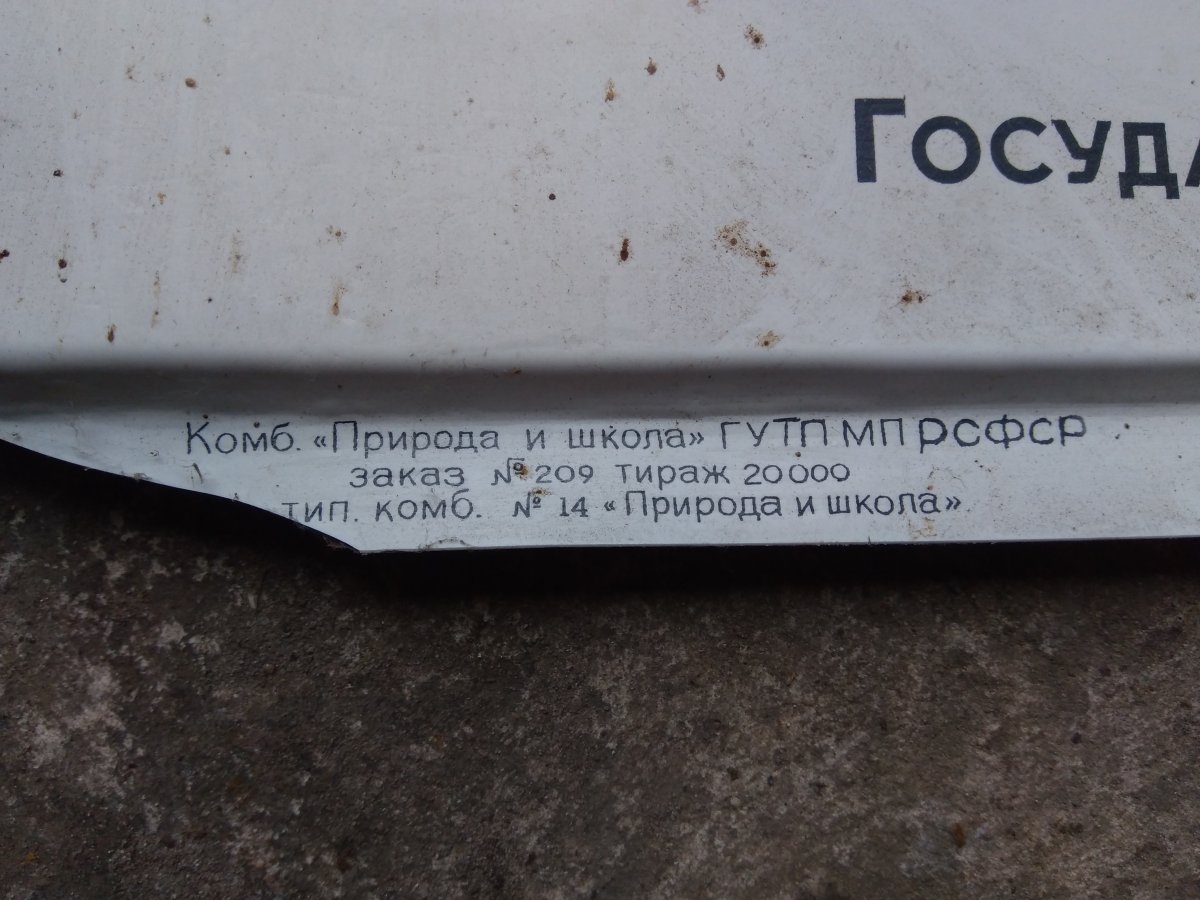 Госуда
Комб. «Природа и школа» ГУТП МП РСФСР
заказ № 209 тираж 20000
тип. комб. № 14 «Природа и школа»